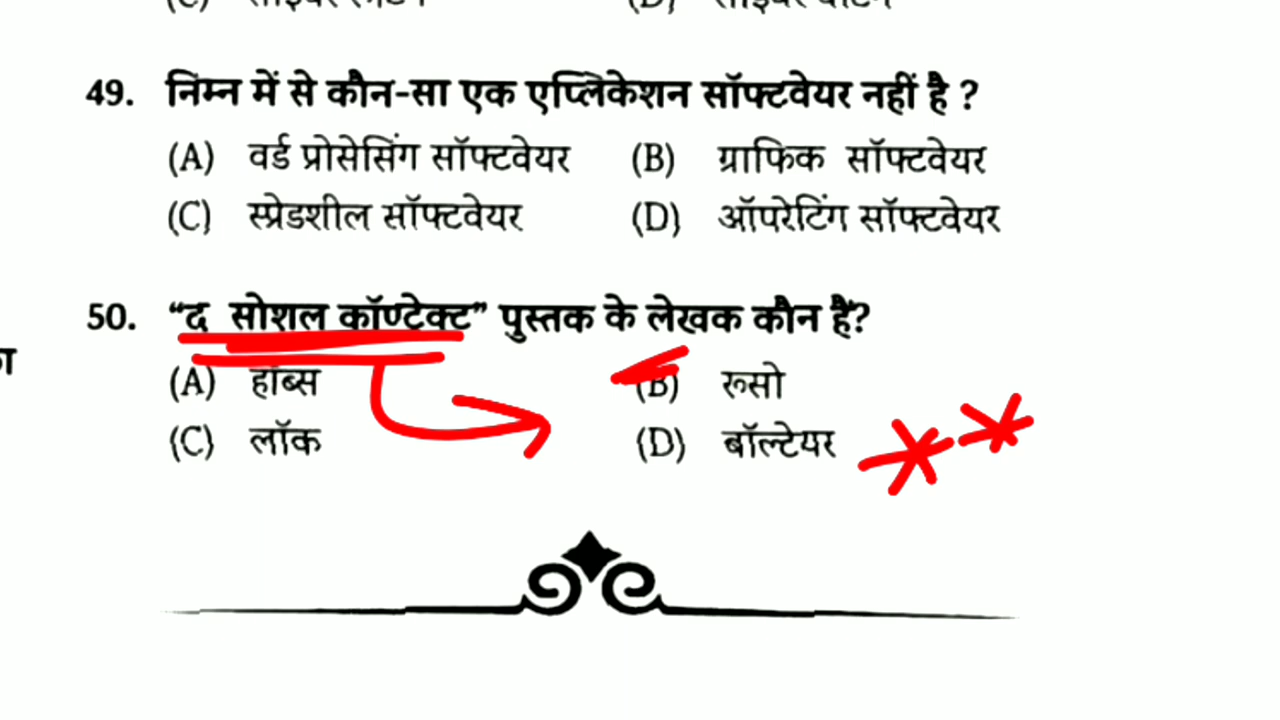 49. निम्न में से कौन-सा एक एप्लिकेशन सॉफ्टवेयर नहीं है ?
(A) वर्ड प्रोसेसिंग सॉफ्टवेयर (B) ग्राफिक सॉफ्टवेयर
(C) स्प्रेडशील सॉफ्टवेयर (D) ऑपरेटिंग सॉफ्टवेयर
50. “द सोशल कॉण्टेक्ट” पुस्तक के लेखक कौन हैं?
(A) हॉब्स (B) रूसो
(C) लॉक (D) बॉल्टेयर